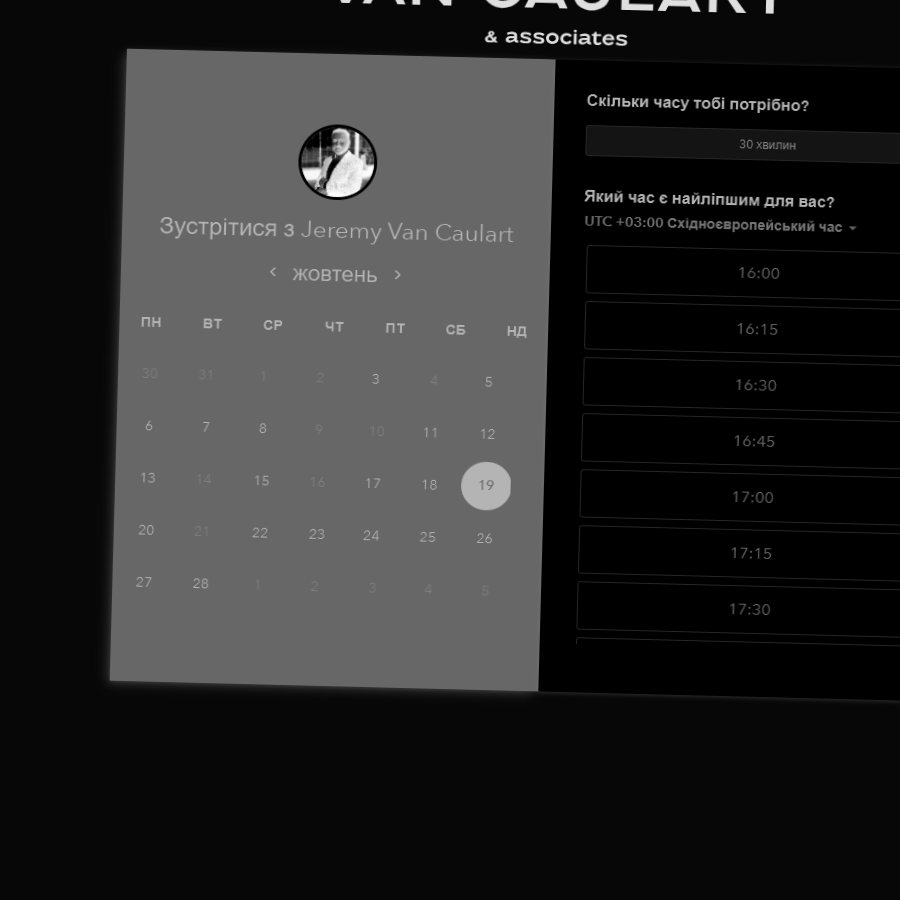 VAN CAULART
& associates
Зустрітися з Jeremy Van Caulart
жовтень
ПН ВТ СР ЧТ ПТ СБ НД
30 31 1 2 3 4 5
6 7 8 9 10 11 12
13 14 15 16 17 18 19
20 21 22 23 24 25 26
27 28 1 2 3 4 5
Скільки часу тобі потрібно?
30 хвилин
Який час є найліпшим для вас?
UTC +03:00 Східноєвропейський час
16:00
16:15
16:30
16:45
17:00
17:15
17:30